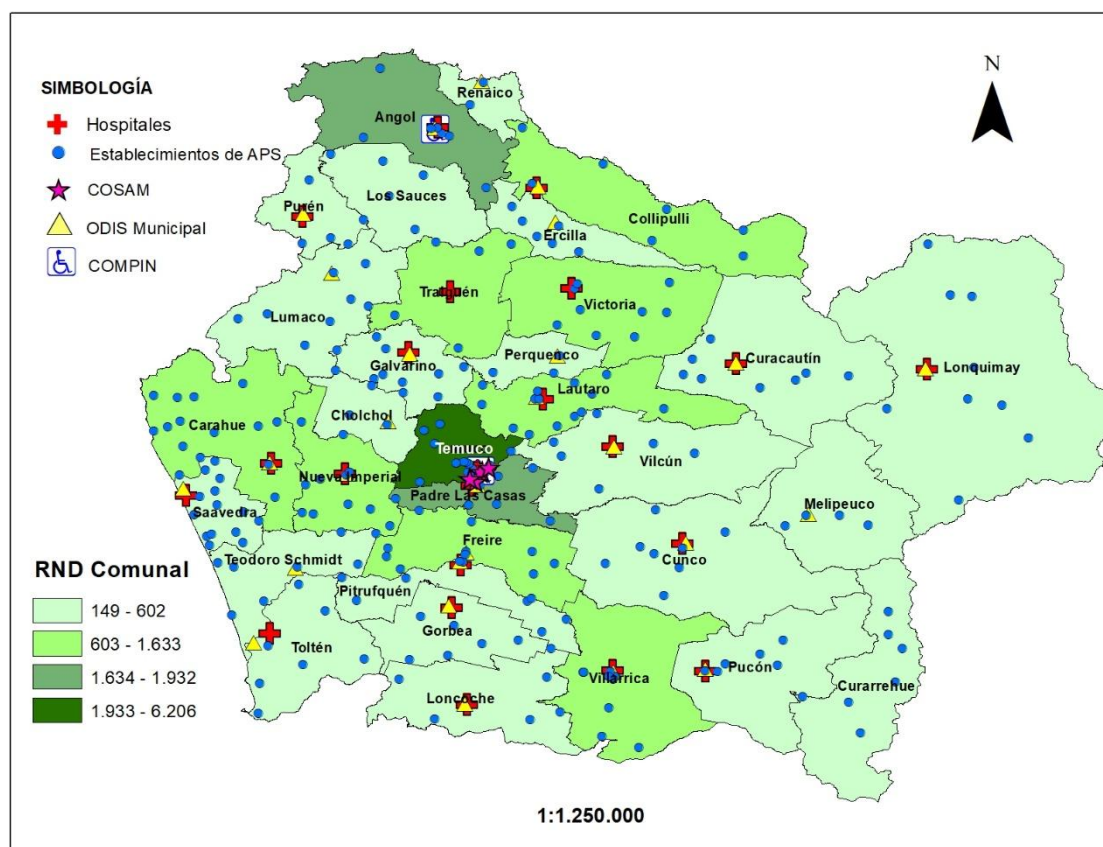 SIMBOLOGÍA
Hospitales
Establecimientos de APS
COSAM
ODIS Municipal
COMPIN
N
Renaico
Angol
Los Sauces
Purén
Collipulli
Ercilla
Traiguén
Victoria
Lumaco
Galvarino
Perquenco
Curacautín
Lonquimay
Lautaro
Cholchol
Carahue
Temuco
Vilcún
Nueva Imperial
Padre Las Casas
Melipeuco
Saavedra
Freire
Cunco
Teodoro Schmidt
Pitrufquén
Gorbea
Toltén
Villarrica
Pucón
Loncoche
Curarrehue
RND Comunal
149 - 602
603 - 1.633
1.634 - 1.932
1.933 - 6.206
1:1.250.000